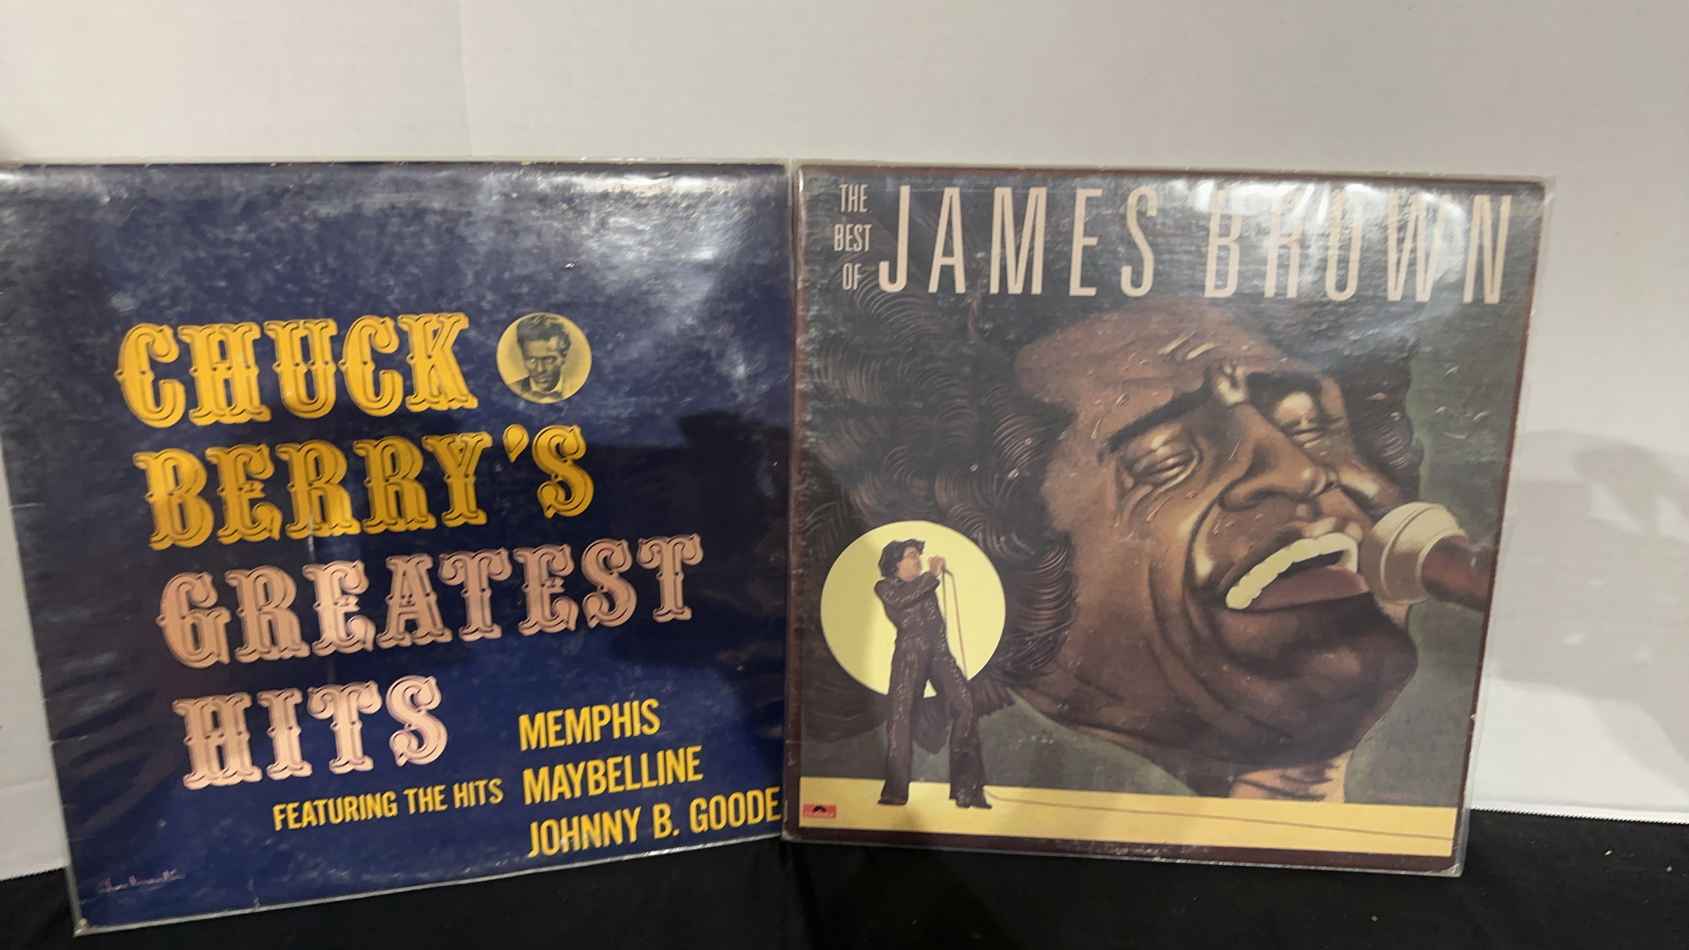 CHUCK
BERRY'S
GREATEST
HITS
FEATURING THE HITS
MEMPHIS
MAYBELLINE
JOHNNY B. GOODE
THE
BEST
OF
JAMES BROWN